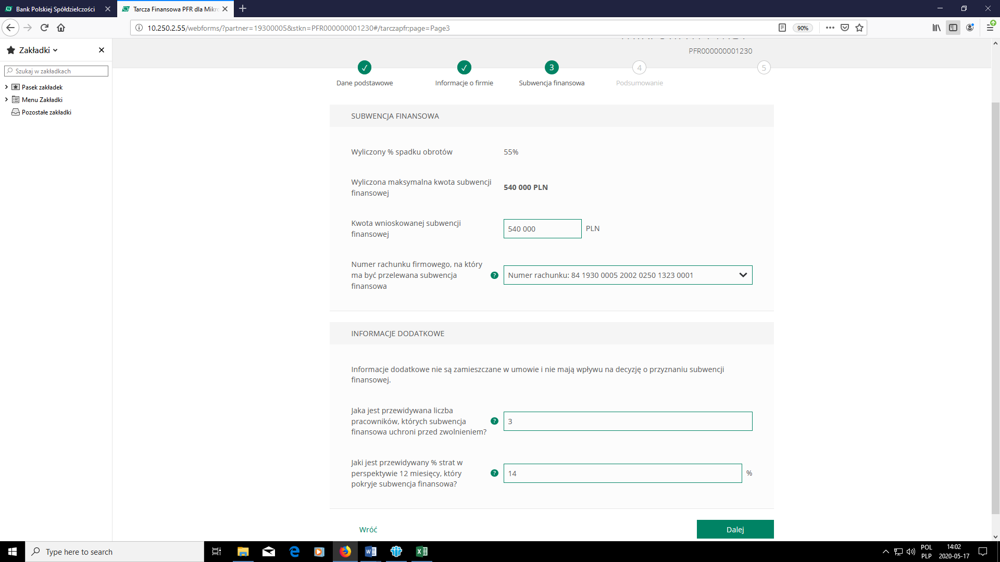 Bank Polskiej Spółdzielczości
Tarcza Finansowa PFR dla Mikro
10.250.2.55/webforms/?partner=19300005&stkn=PFR000000001230#/tarczapfr;page=Page3
90%
Zakładki
Szukaj w zakładkach
Pasek zakładek
Menu Zakładki
Pozostałe zakładki
PFR000000001230
3
4
5
Dane podstawowe
Informacje o firmie
Subwencja finansowa
Podsumowanie
SUBWENCJA FINANSOWA
Wyliczony % spadku obrotów
55%
Wyliczona maksymalna kwota subwencji
finansowej
540 000 PLN
Kwota wnioskowanej subwencji
finansowej
540 000
PLN
Numer rachunku firmowego, na który
ma być przelewana subwencja
finansowa
?
Numer rachunku: 84 1930 0005 2002 0250 1323 0001
INFORMACJE DODATKOWE
Informacje dodatkowe nie są zamieszczane w umowie i nie mają wpływu na decyzję o przyznaniu subwencji
finansowej.
Jaka jest przewidywana liczba
pracowników, których subwencja
finansowa uchroni przed zwolnieniem?
?
3
Jaki jest przewidywany % strat w
perspektywie 12 miesięcy, który
pokryje subwencja finansowa?
?
14
%
Wróć
Dalej
Type here to search
POL
PLP
14:02
2020-05-17